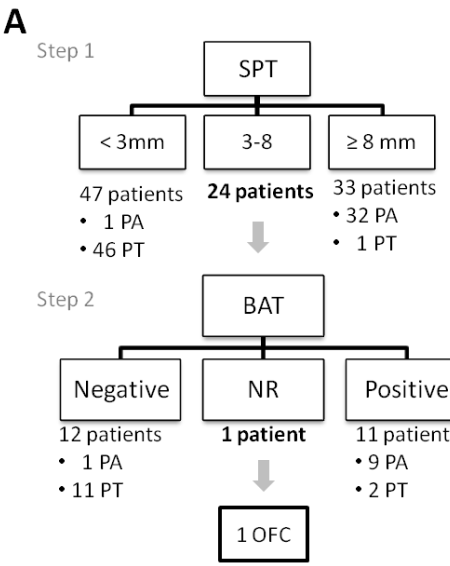 A
Step 1
SPT
< 3mm
3-8
≥ 8 mm
47 patients
• 1 PA
• 46 PT
24 patients
33 patients
• 32 PA
• 1 PT
Step 2
BAT
Negative
NR
Positive
12 patients
• 1 PA
• 11 PT
1 patient
11 patient
• 9 PA
• 2 PT
1 OFC